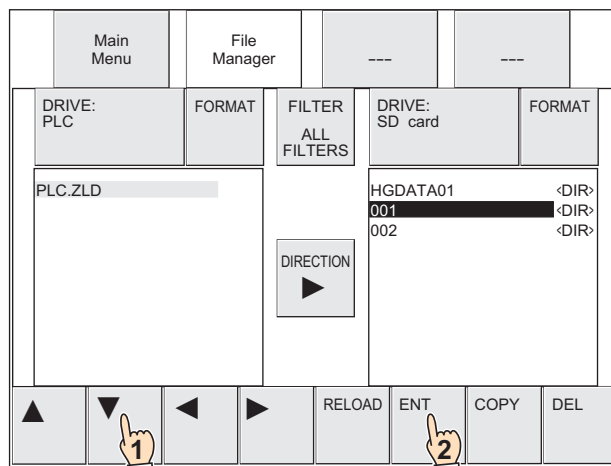 Main
Menu
File
Manager
---
---
DRIVE:
PLC
FORMAT
FILTER
ALL
FILTERS
DRIVE:
SD card
FORMAT
PLC.ZLD
HGDATA01 <DIR>
001 <DIR>
002 <DIR>
DIRECTION
▶
▲ ▼ ◀ ▶ RELOAD ENT COPY DEL
1 2